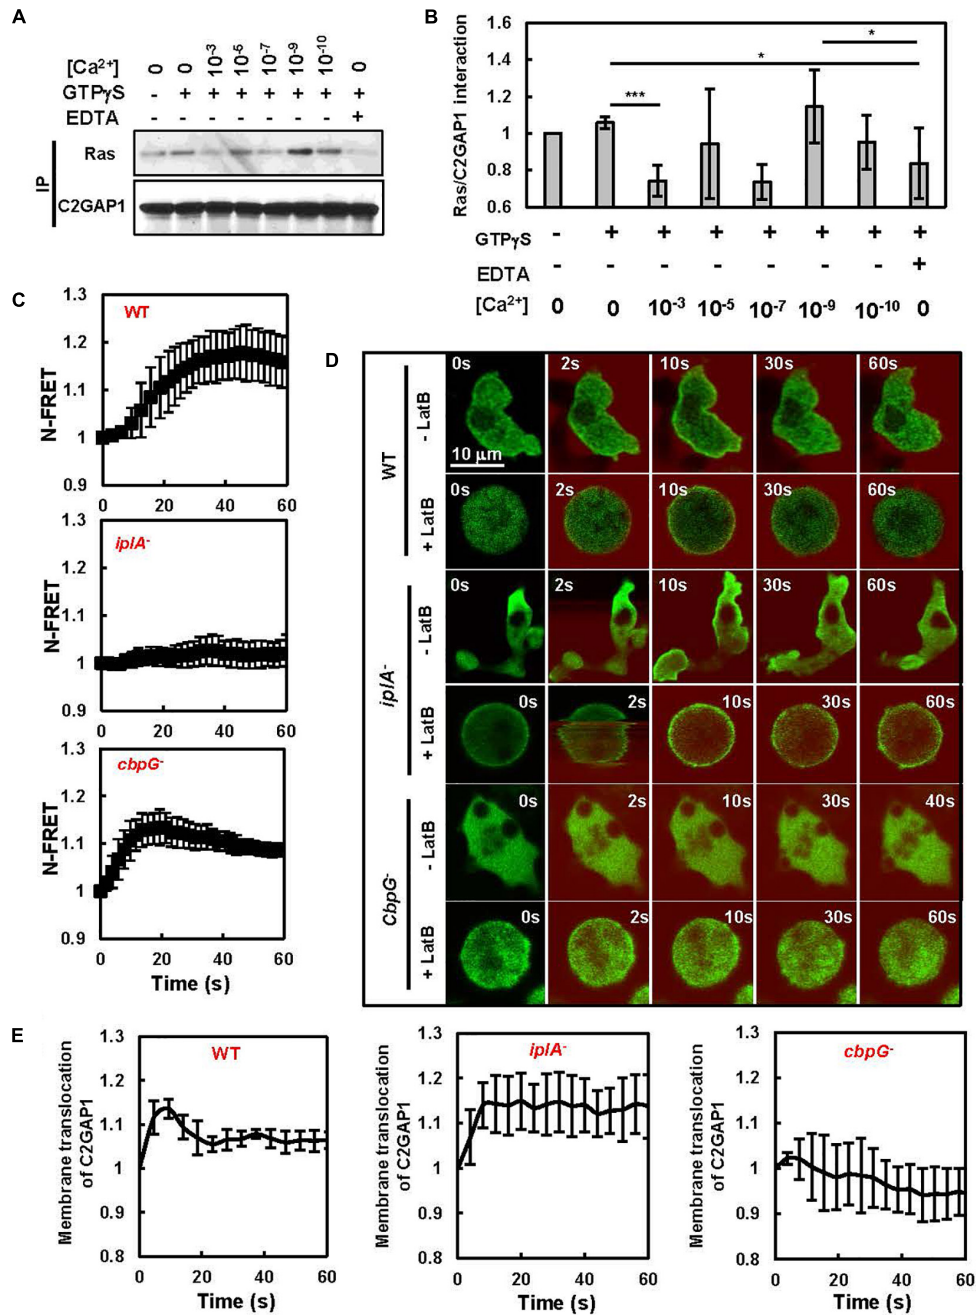 A
[Ca²⁺] 0 0 10⁻³ 10⁻⁵ 10⁻⁷ 10⁻⁹ 10⁻¹⁰ 0
GTPγS - + + + + + + +
EDTA +
IP
Ras
C2GAP1
B
Ras/C2GAP1 interaction
1.6
1.4
1.2
1
0.8
0.6
***
*
*
GTPγS - + + + + + + +
EDTA - - - - - - - +
[Ca²⁺] 0 0 10⁻³ 10⁻⁵ 10⁻⁷ 10⁻⁹ 10⁻¹⁰ 0
C
WT
N-FRET
1.3
1.2
1.1
1
0.9
0 20 40 60
iplA⁻
N-FRET
1.3
1.2
1.1
1
0.9
0 20 40 60
cbpG⁻
N-FRET
1.3
1.2
1.1
1
0.9
0 20 40 60
Time (s)
D
WT
- LatB
0s 2s 10s 30s 60s
10 μm
+ LatB
0s 2s 10s 30s 60s
iplA⁻
- LatB
0s 2s 10s 30s 60s
+ LatB
0s 2s 10s 30s 60s
CbpG⁻
- LatB
0s 2s 10s 30s 40s
+ LatB
0s 2s 10s 30s 60s
E
WT
Membrane translocation
of C2GAP1
1.3
1.2
1.1
1
0.9
0.8
0 20 40 60
Time (s)
iplA⁻
Membrane translocation
of C2GAP1
1.3
1.2
1.1
1
0.9
0.8
0 20 40 60
Time (s)
cbpG⁻
Membrane translocation
of C2GAP1
1.3
1.2
1.1
1
0.9
0.8
0 20 40 60
Time (s)